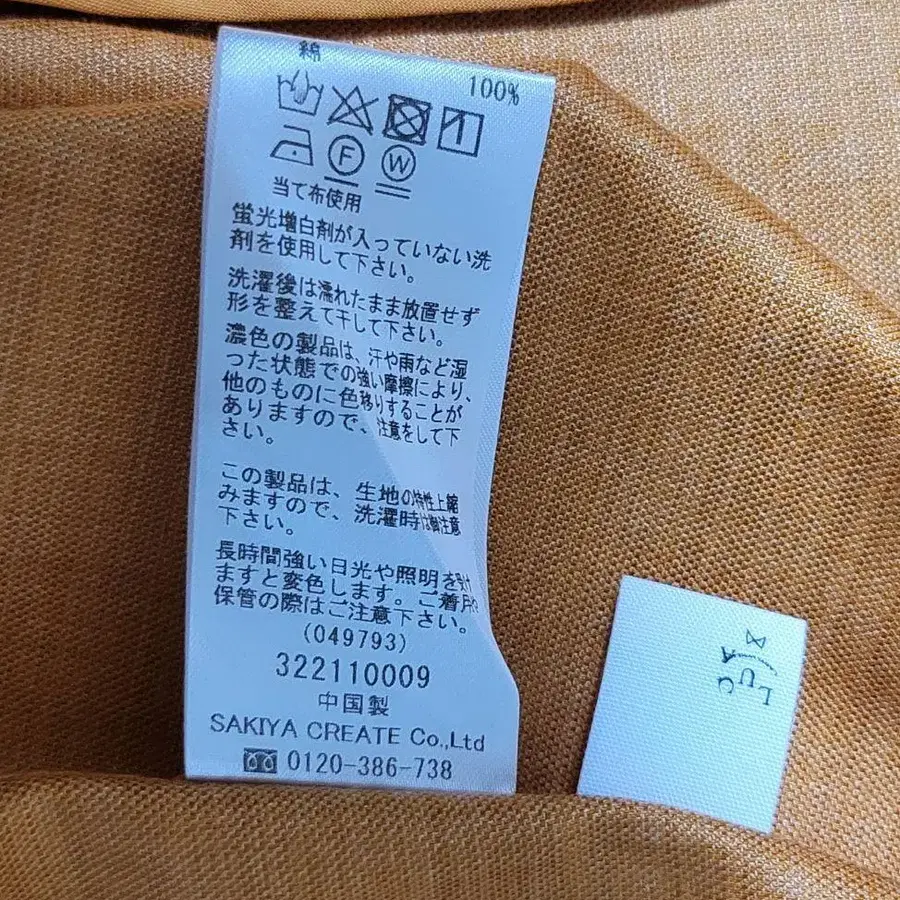 綿
100%
F W
当て布使用
蛍光増白剤が入っていない洗
剤を使用して下さい。
洗濯後は濡れたまま放置せず
形を整えて干して下さい。
濃色の製品は、汗や雨など湿
った状態での強い摩擦により、
他のものに色移りすることが
ありますので、注意をして下
さい。
この製品は、生地の特性上縮
みますので、洗濯時は御注意
下さい。
長時間強い日光や照明を受け
ますと変色します。ご着用や
保管の際はご注意下さい。
(049793)
322110009
中国製
SAKIYA CREATE Co.,Ltd
0120-386-738